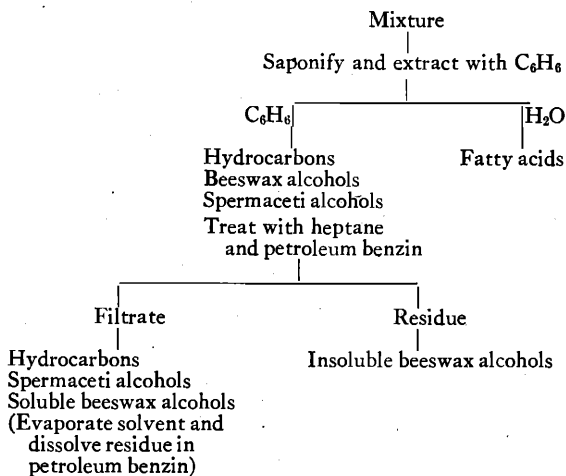 Mixture
Saponify and extract with C₆H₆
C₆H₆
H₂O
Hydrocarbons
Beeswax alcohols
Spermaceti alcohols
Treat with heptane
and petroleum benzin
Fatty acids
Filtrate
Residue
Hydrocarbons
Spermaceti alcohols
Soluble beeswax alcohols
(Evaporate solvent and
dissolve residue in
petroleum benzin)
Insoluble beeswax alcohols